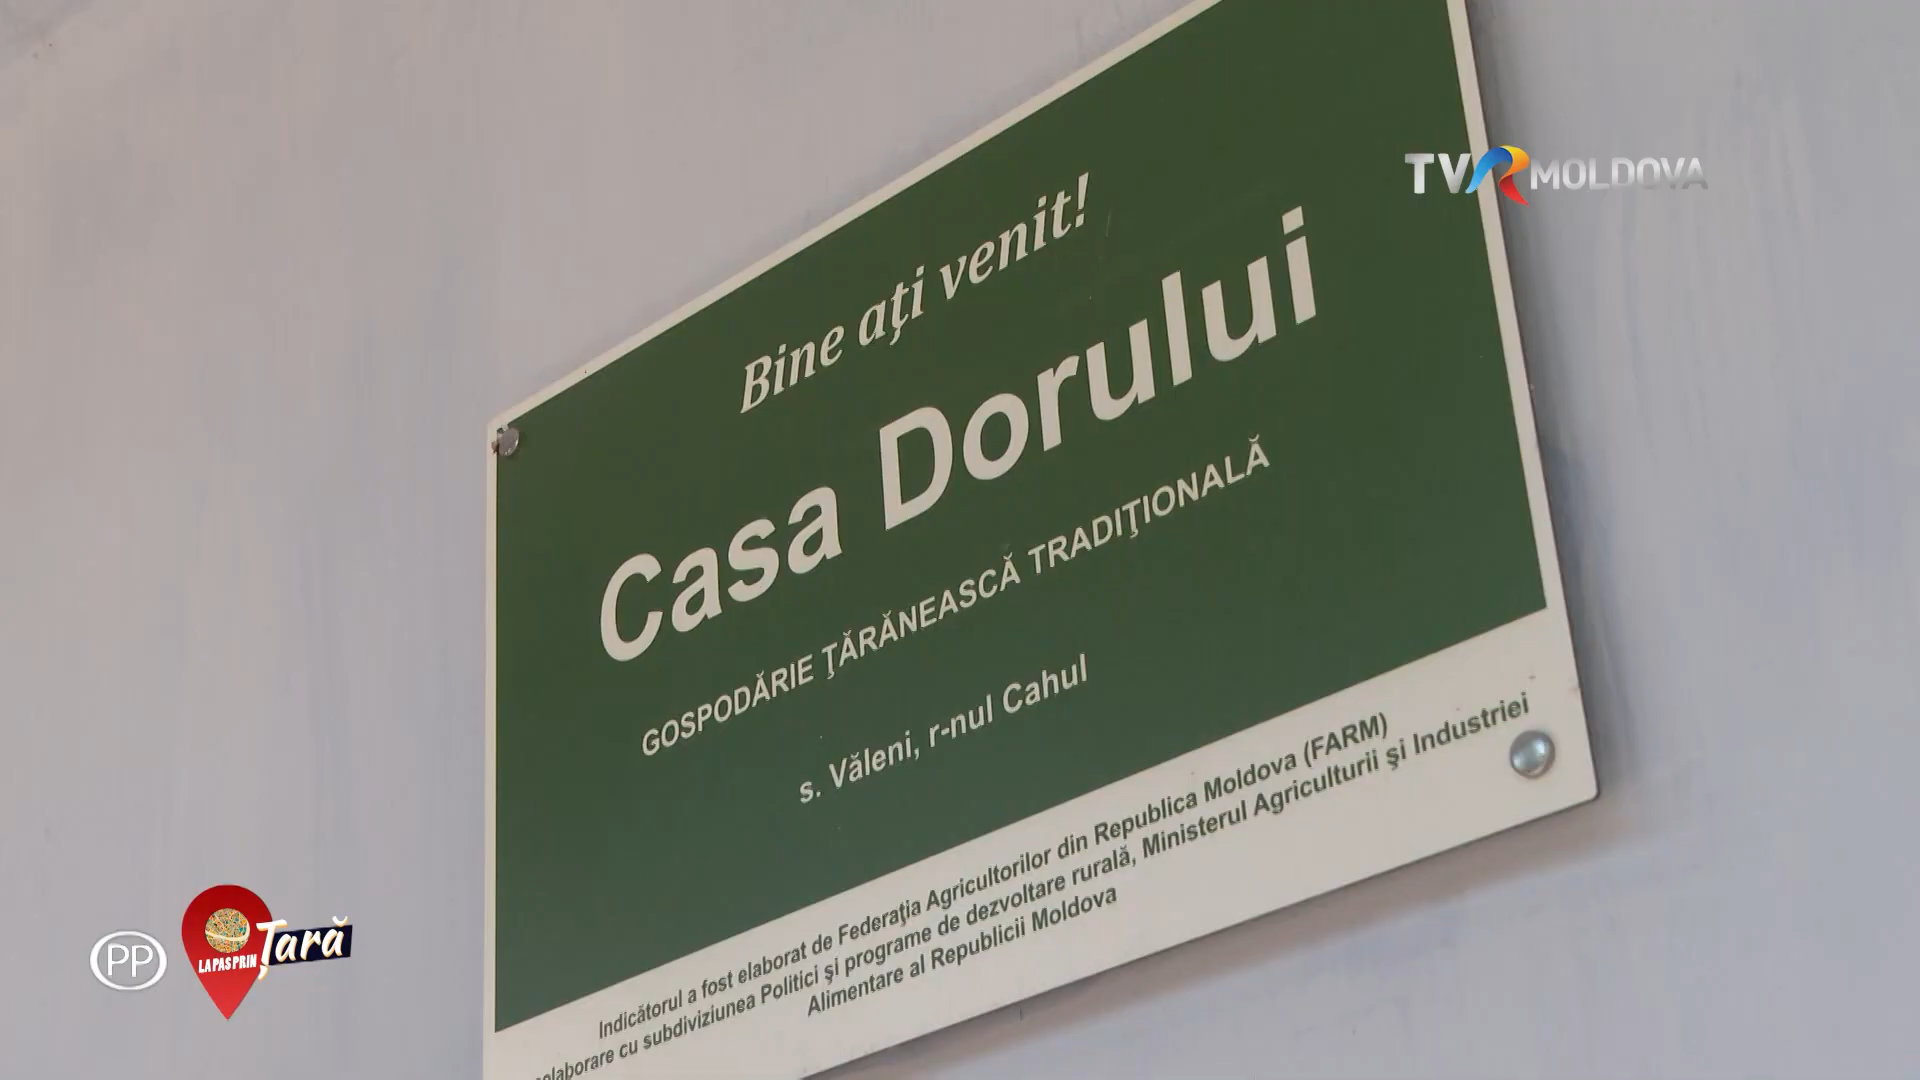 TVR MOLDOVA
Bine aţi venit!
Casa Dorului
GOSPODĂRIE ŢĂRĂNEASCĂ TRADIŢIONALĂ
s. Văleni, r-nul Cahul
Indicătorul a fost elaborat de Federaţia Agricultorilor din Republica Moldova (FARM)
cu subdiviziunea Politici şi programe de dezvoltare rurală, Ministerul Agriculturii şi Industriei
Alimentare al Republicii Moldova
PP
LA PAS PRIN
Ţară